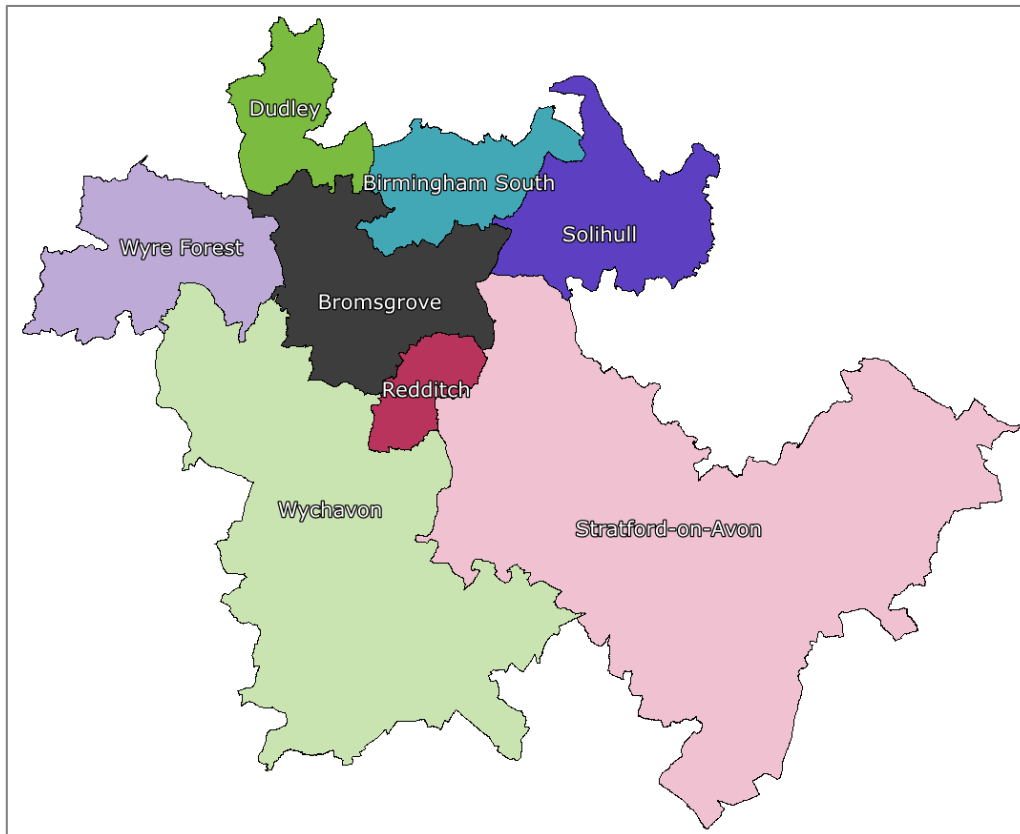 Dudley
Birmingham South
Solihull
Wyre Forest
Bromsgrove
Redditch
Wychavon
Stratford-on-Avon